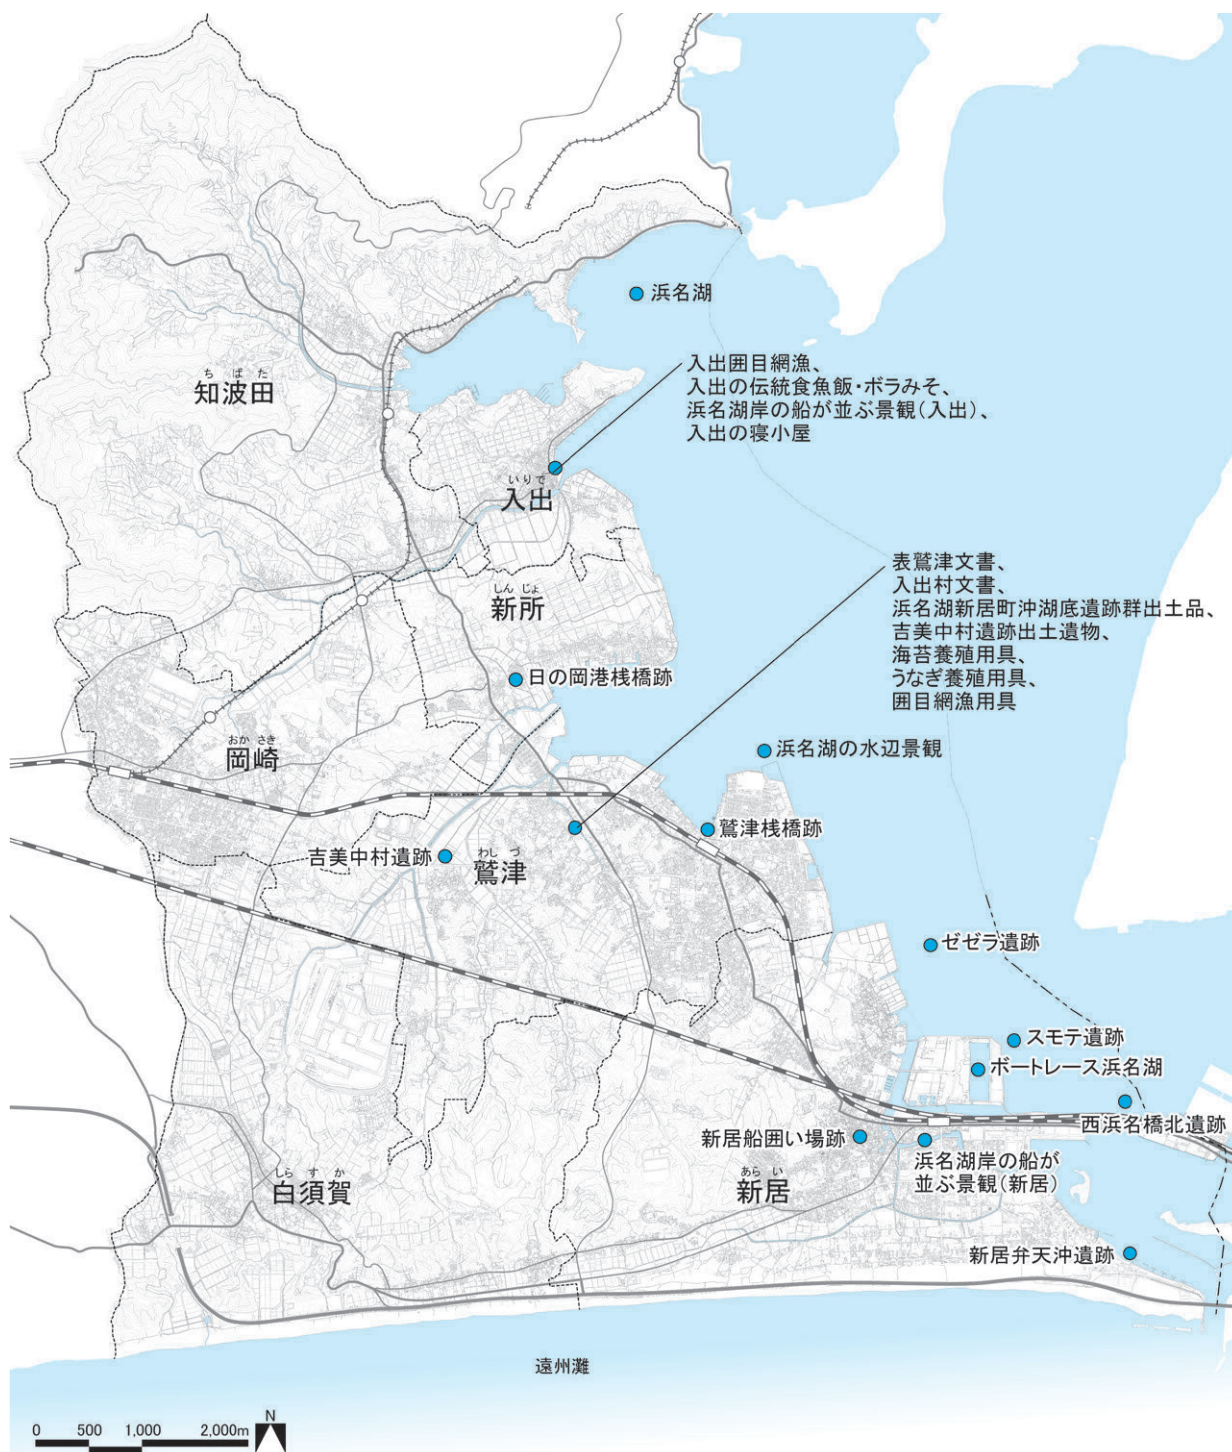 浜名湖
入出囲目網漁、
入出の伝統食魚飯・ボラみそ、
浜名湖岸の船が並ぶ景観(入出)、
入出の寝小屋
ちばた
知波田
いりで
入出
表鷲津文書、
入出村文書、
浜名湖新居町沖湖底遺跡群出土品、
吉美中村遺跡出土遺物、
海苔養殖用具、
うなぎ養殖用具、
囲目網漁用具
しんじょ
新所
日の岡港桟橋跡
おかさき
岡崎
浜名湖の水辺景観
鷲津桟橋跡
吉美中村遺跡
わしづ
鷲津
ゼゼラ遺跡
スモテ遺跡
ボートレース浜名湖
西浜名橋北遺跡
新居船囲い場跡
浜名湖岸の船が
並ぶ景観(新居)
しらすか
白須賀
あらい
新居
新居弁天沖遺跡
遠州灘
0 500 1,000 2,000m
N